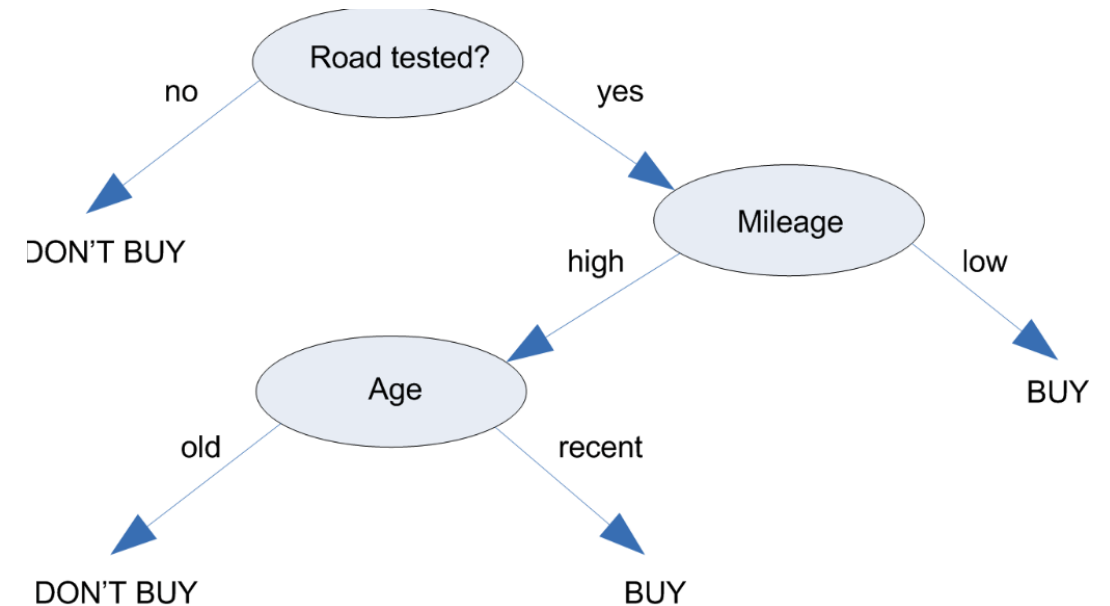 Road tested?
no
yes
DON'T BUY
Mileage
high
low
Age
BUY
old
recent
DON'T BUY
BUY